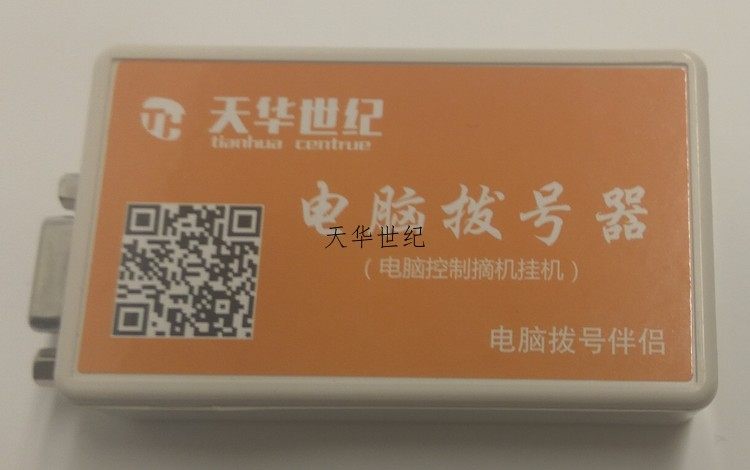 天华世纪
tianhua centrue
电脑拨号器
天华世纪
（电脑控制摘机挂机）
电脑拨号伴侣